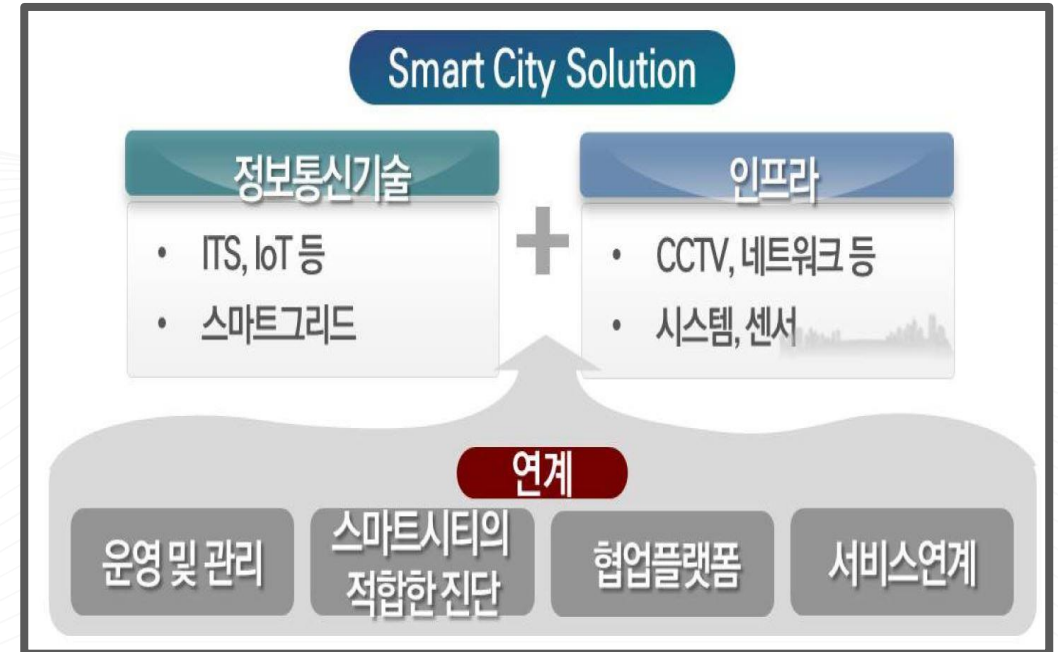 Smart City Solution
정보통신기술
• ITS, IoT 등
• 스마트그리드
+
인프라
• CCTV, 네트워크 등
• 시스템, 센서
연계
운영 및 관리
스마트시티의
적합한 진단
협업플랫폼
서비스연계